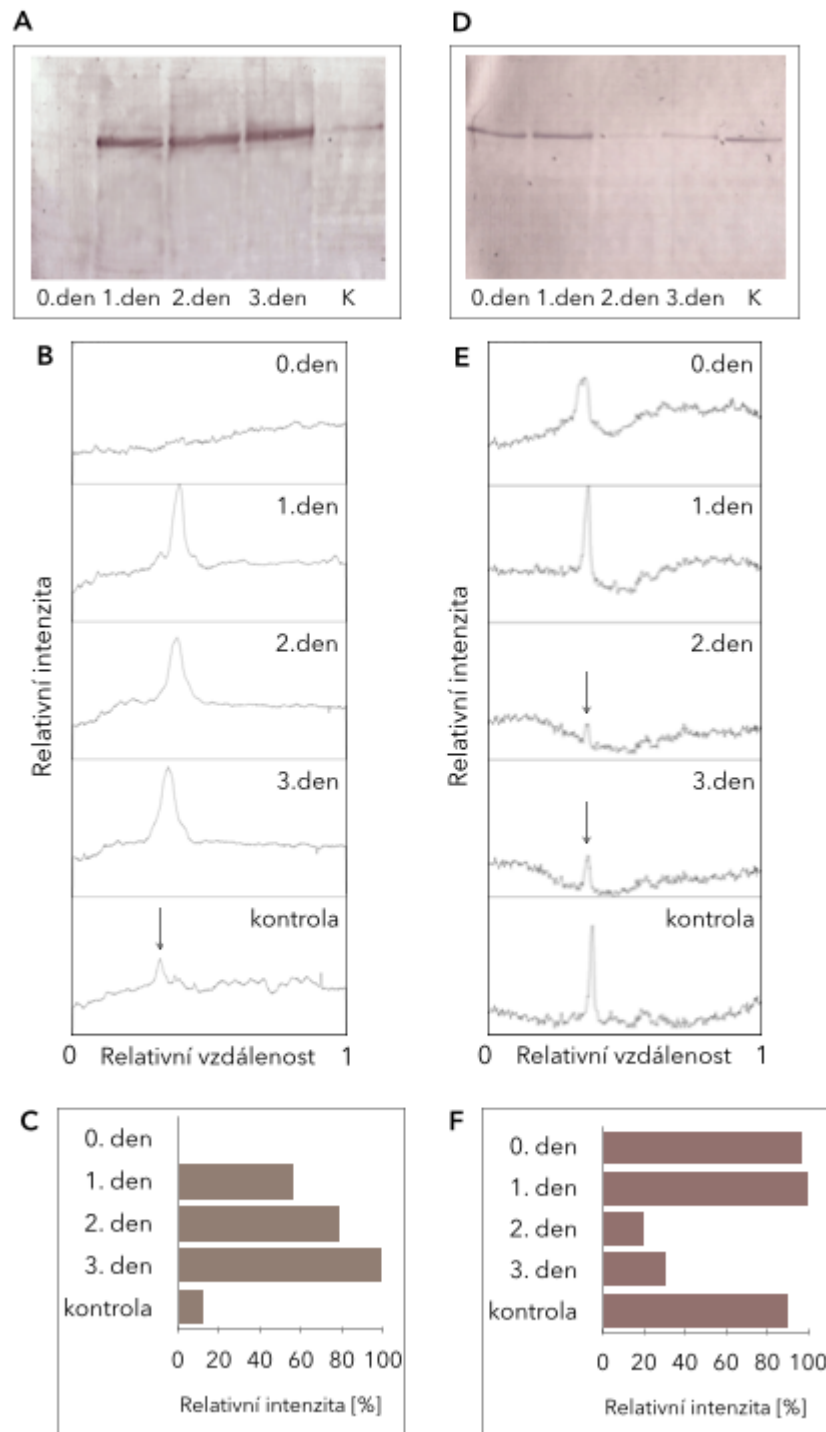 A
0.den 1.den 2.den 3.den K
D
0.den 1.den 2.den 3.den K
B
Relativní intenzita
0.den
1.den
2.den
3.den
kontrola
0 Relativní vzdálenost 1
E
Relativní intenzita
0.den
1.den
2.den
3.den
kontrola
0 Relativní vzdálenost 1
C
0. den
1. den
2. den
3. den
kontrola
0 20 40 60 80 100
Relativní intenzita [%]
F
0. den
1. den
2. den
3. den
kontrola
0 20 40 60 80 100
Relativní intenzita [%]